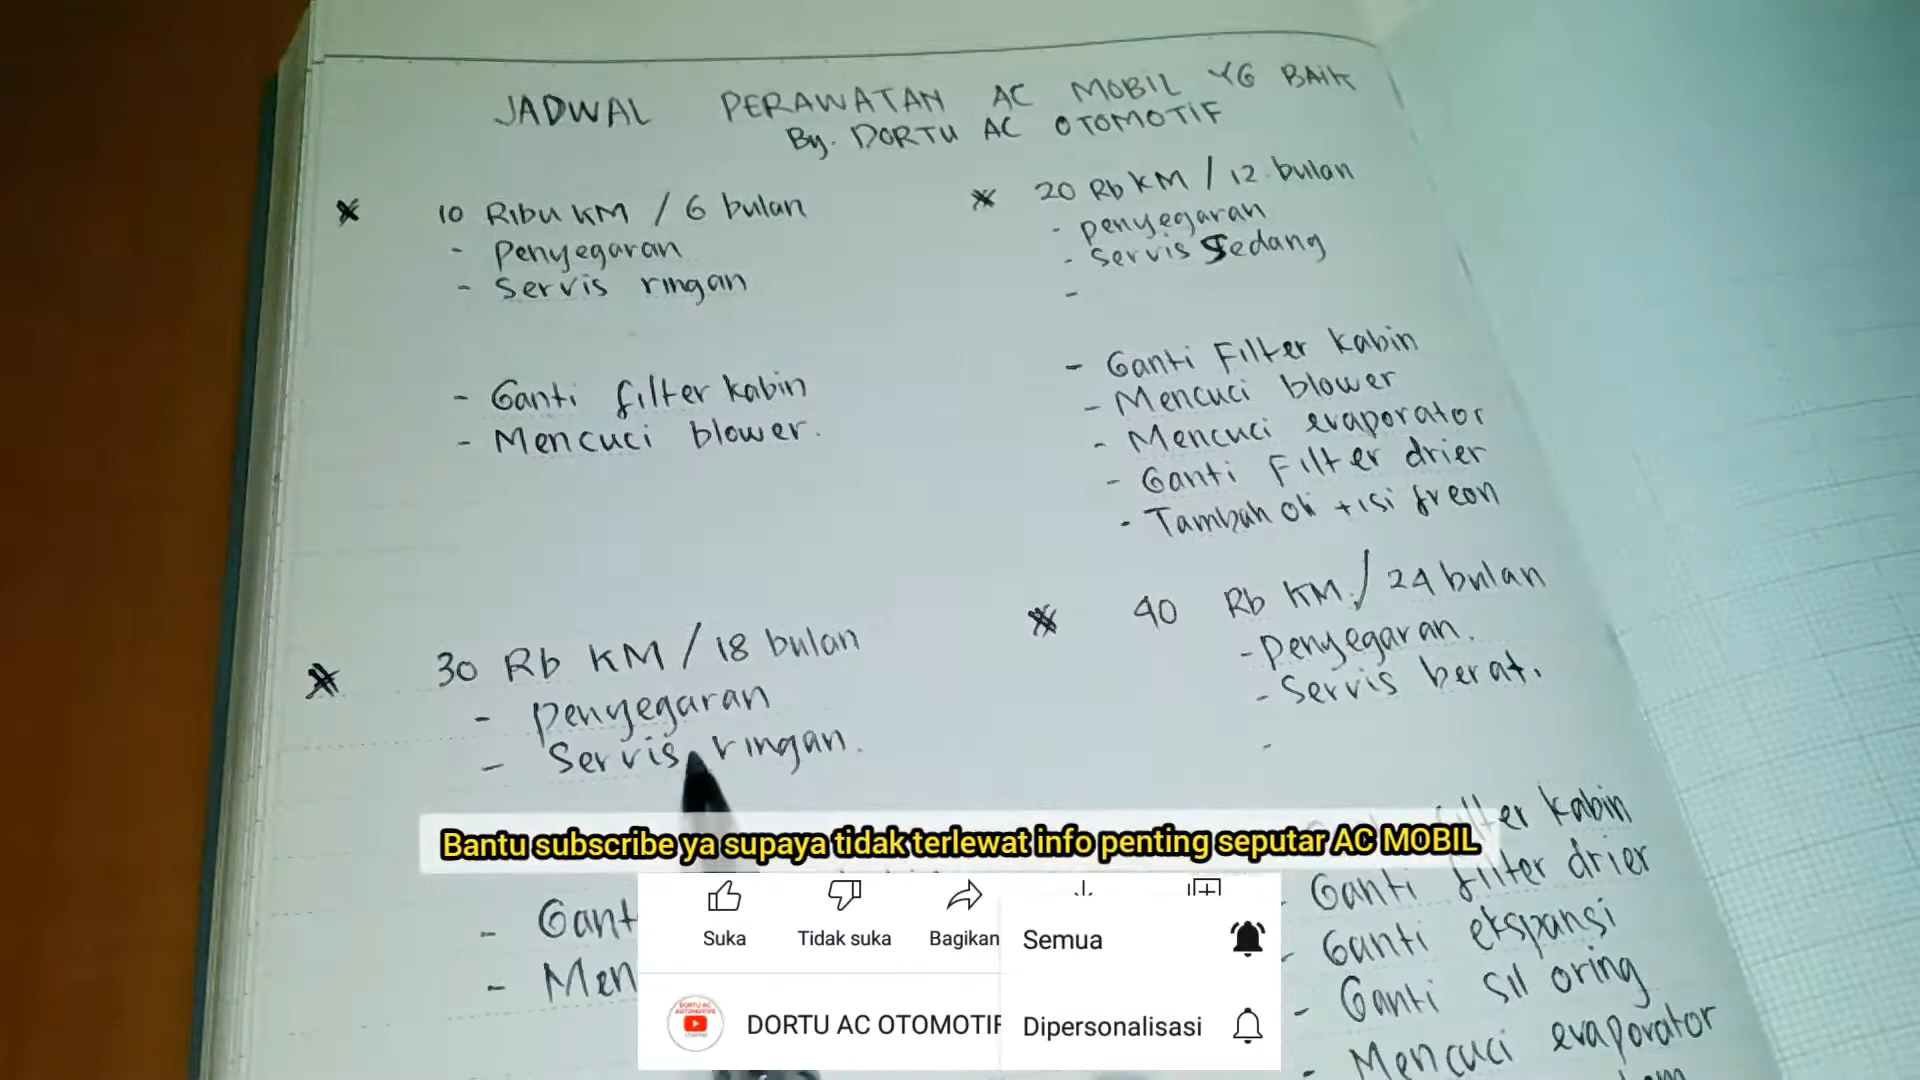 JADWAL PERAWATAN AC MOBIL YG BAIK
By. DORTU AC OTOMOTIF
* 10 Ribu KM / 6 bulan
- Penyegaran
- Servis ringan
- Ganti filter kabin
- Mencuci blower.
* 20 Rb KM / 12 bulan
- penyegaran
- Servis Sedang
-
- Ganti Filter kabin
- Mencuci blower
- Mencuci evaporator
- Ganti Filter drier
- Tambah oli + isi freon
* 30 Rb KM / 18 bulan
- penyegaran
- Servis ringan.
- Gant
- Men
* 40 Rb KM / 24 bulan
- Penyegaran.
- Servis berat.
-
ter kabin
- Ganti filter drier
- Ganti ekspansi
- Ganti sil oring
- Mencuci evaporator
Bantu subscribe ya supaya tidak terlewat info penting seputar AC MOBIL
Suka Tidak suka Bagikan
Semua
DORTU AC OTOMOTIF
Dipersonalisasi